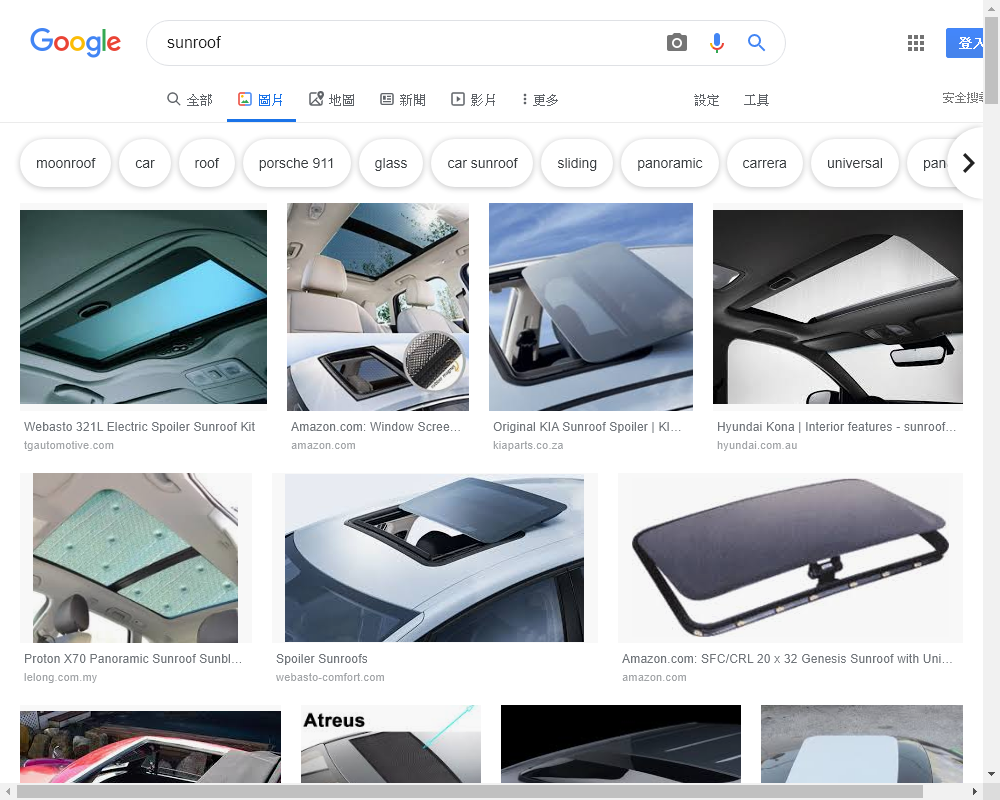 Google
sunroof
登入
全部
圖片
地圖
新聞
影片
更多
設定
工具
安全搜尋
moonroof
car
roof
porsche 911
glass
car sunroof
sliding
panoramic
carrera
universal
pan
Webasto 321L Electric Spoiler Sunroof Kit
tgautomotive.com
Amazon.com: Window Scree...
amazon.com
Original KIA Sunroof Spoiler | KI...
kiaparts.co.za
Hyundai Kona | Interior features - sunroof...
hyundai.com.au
Proton X70 Panoramic Sunroof Sunbl...
lelong.com.my
Spoiler Sunroofs
webasto-comfort.com
Amazon.com: SFC/CRL 20 x 32 Genesis Sunroof with Uni...
amazon.com
Atreus